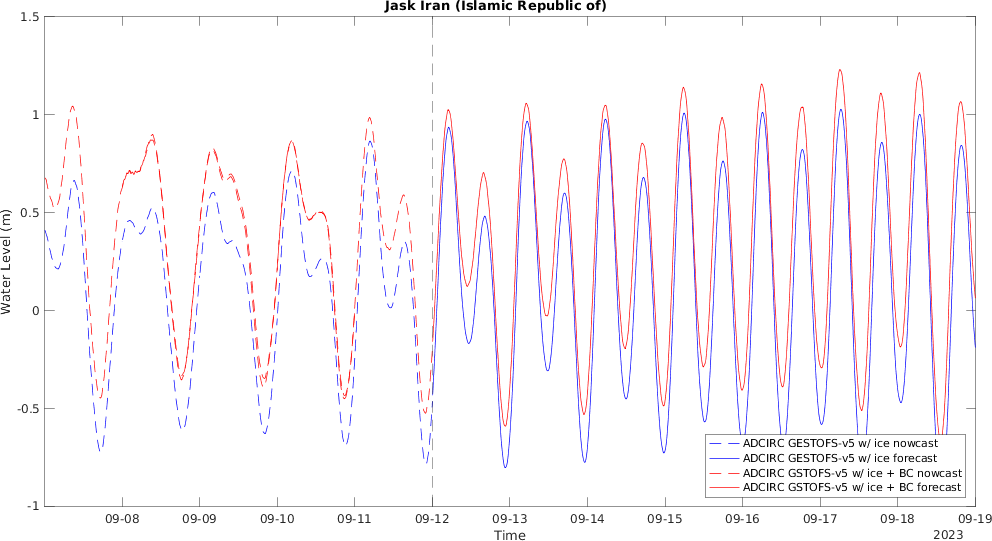 Jask Iran (Islamic Republic of)
Water Level (m)
1.5
1
0.5
0
-0.5
-1
ADCIRC GESTOFS-v5 w/ ice nowcast
ADCIRC GESTOFS-v5 w/ ice forecast
ADCIRC GSTOFS-v5 w/ ice + BC nowcast
ADCIRC GSTOFS-v5 w/ ice + BC forecast
09-08 09-09 09-10 09-11 09-12 09-13 09-14 09-15 09-16 09-17 09-18 09-19
Time
2023